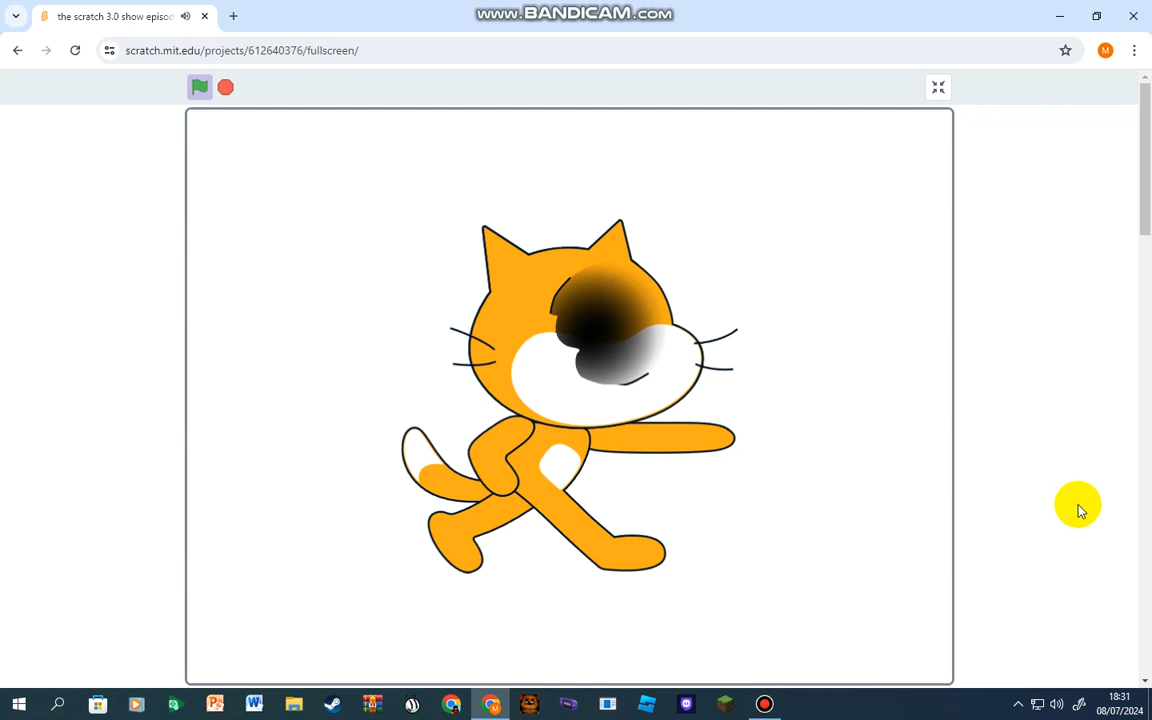 www.BANDICAM.com
the scratch 3.0 show episod
scratch.mit.edu/projects/612640376/fullscreen/
M
18:31
08/07/2024